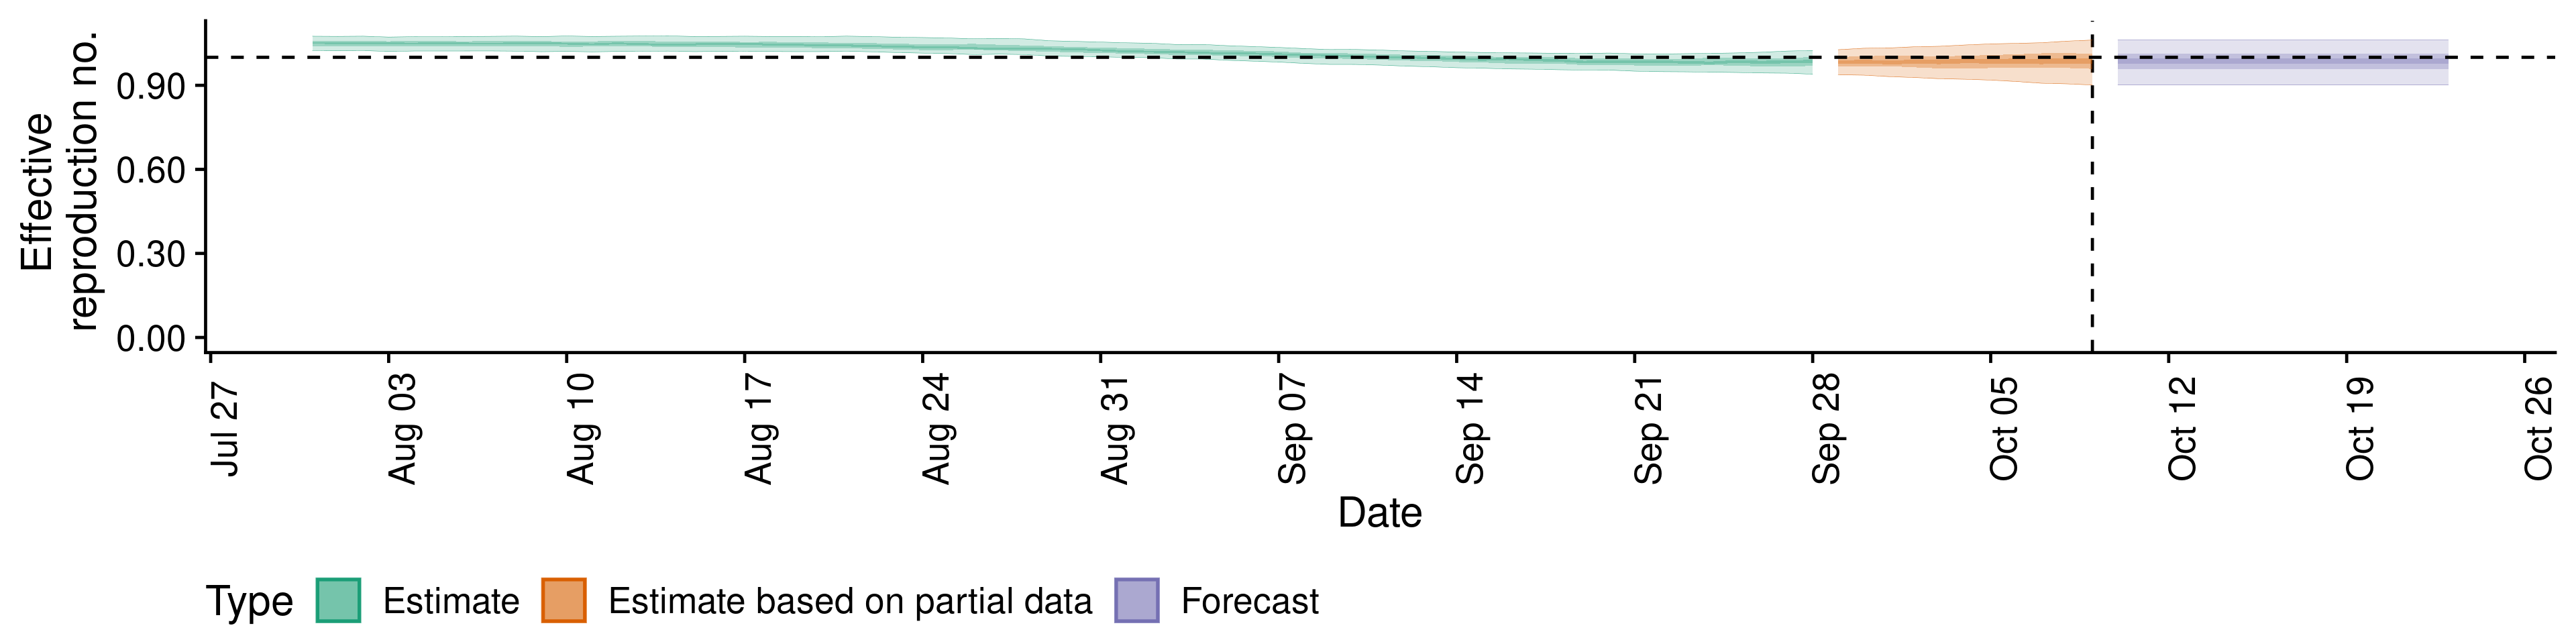 Effective
reproduction no.
0.90
0.60
0.30
0.00
Jul 27
Aug 03
Aug 10
Aug 17
Aug 24
Aug 31
Sep 07
Sep 14
Sep 21
Sep 28
Oct 05
Oct 12
Oct 19
Oct 26
Date
Type Estimate Estimate based on partial data Forecast